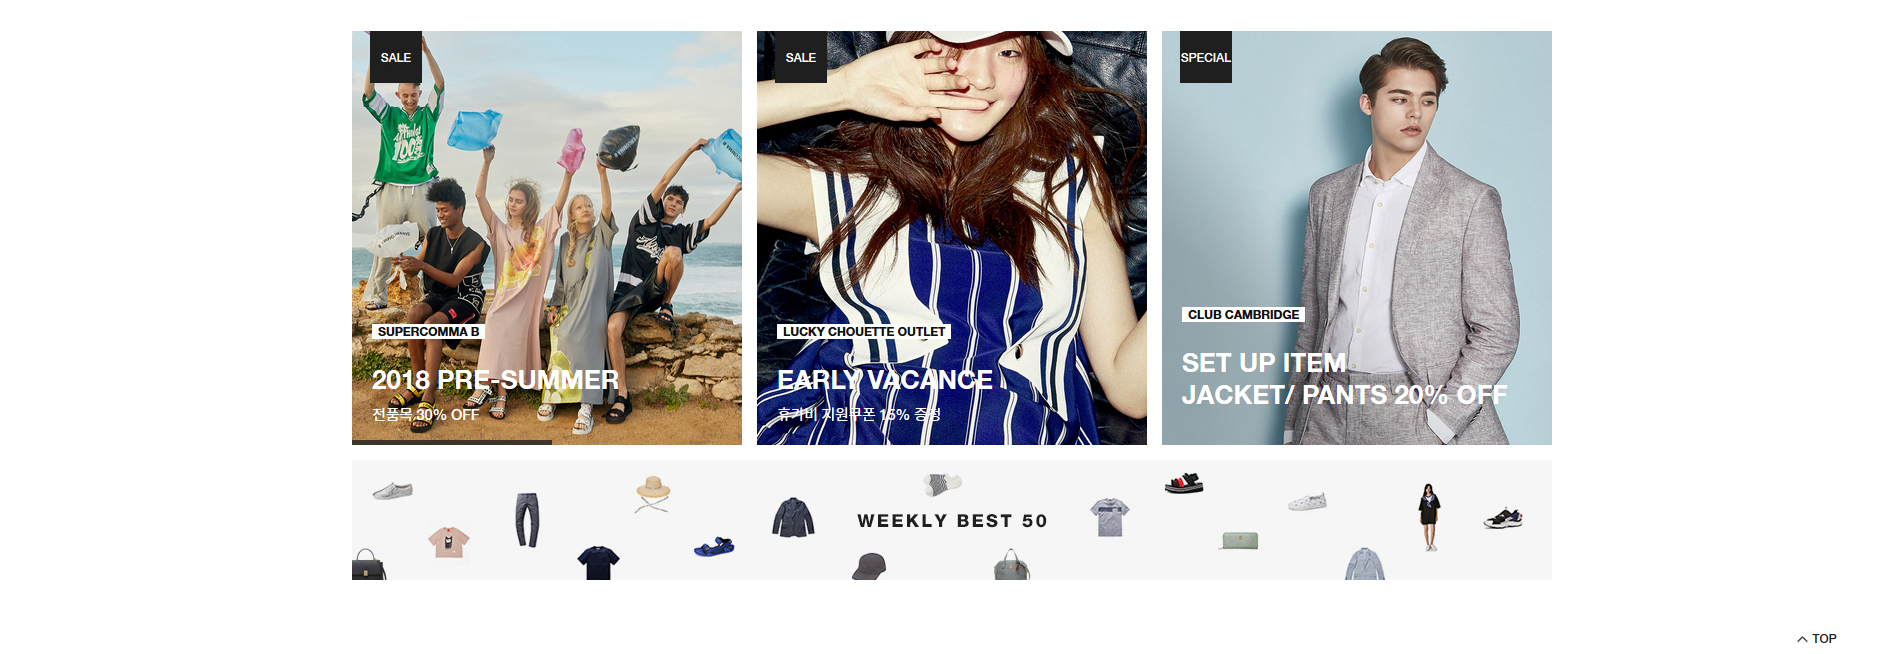 SALE
SUPERCOMMA B
2018 PRE-SUMMER
전품목 30% OFF
SALE
LUCKY CHOUETTE OUTLET
EARLY VACANCE
휴가비 지원쿠폰 15% 증정
SPECIAL
CLUB CAMBRIDGE
SET UP ITEM
JACKET/ PANTS 20% OFF
WEEKLY BEST 50
TOP